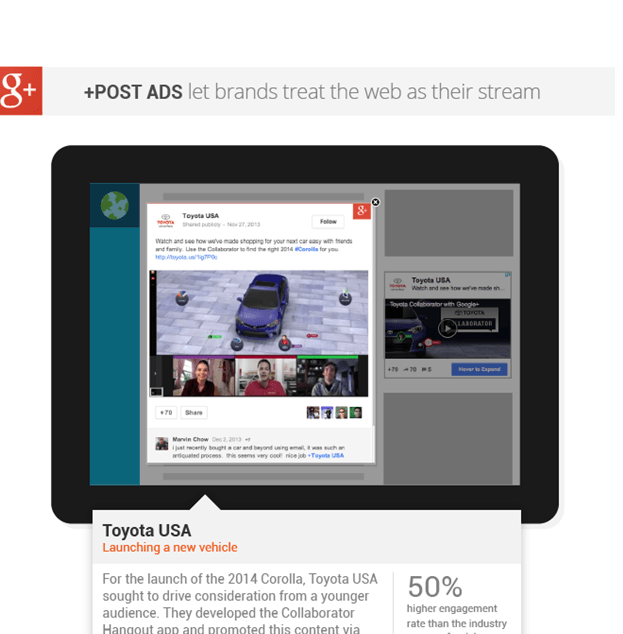 g+
+POST ADS let brands treat the web as their stream
Toyota USA
Shared publicly - Nov 27, 2013
Follow
g+
Watch and see how we've made shopping for your next car easy with friends
and family. Use the Collaborator to find the right 2014 #Corolla for you.
+70
Share
Marvin Chow Dec 2, 2013 +6
I just recently bought a car and beyond using email, it was such an
antiquated process. this seems very cool! nice job +Toyota USA
Toyota USA
Watch and see how we've made sh...
Toyota Collaborator with Google+
TOYOTA
LABORATOR
+70
5
Hover to Expand
Toyota USA
Launching a new vehicle
For the launch of the 2014 Corolla, Toyota USA
sought to drive consideration from a younger
audience. They developed the Collaborator
Hangout app and promoted this content via
50%
higher engagement
rate than the industry